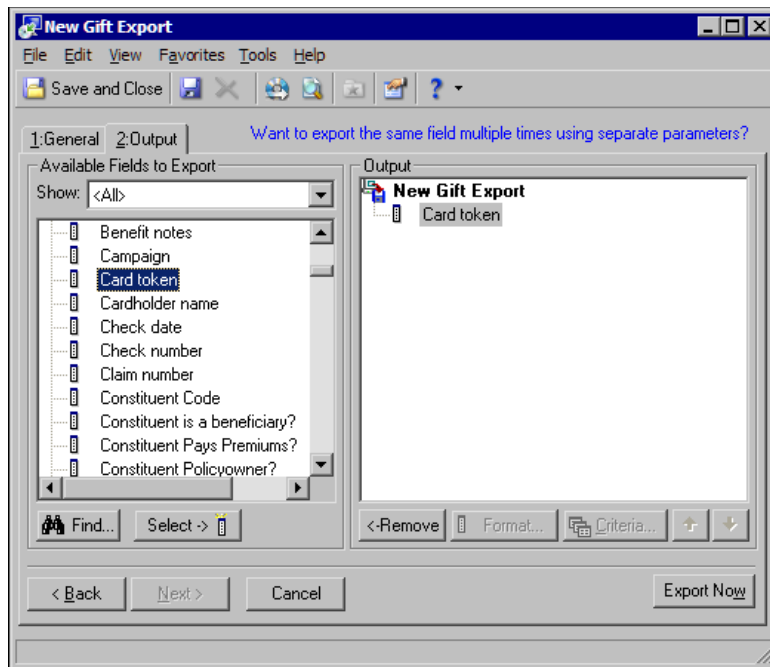 New Gift Export
File Edit View Favorites Tools Help
Save and Close ?
1:General 2:Output Want to export the same field multiple times using separate parameters?
Available Fields to Export
Show: <All>
Benefit notes
Campaign
Card token
Cardholder name
Check date
Check number
Claim number
Constituent Code
Constituent is a beneficiary?
Constituent Pays Premiums?
Constituent Policyowner?
Find... Select ->
Output
New Gift Export
Card token
<-Remove Format... Criteria...
< Back Next > Cancel Export Now